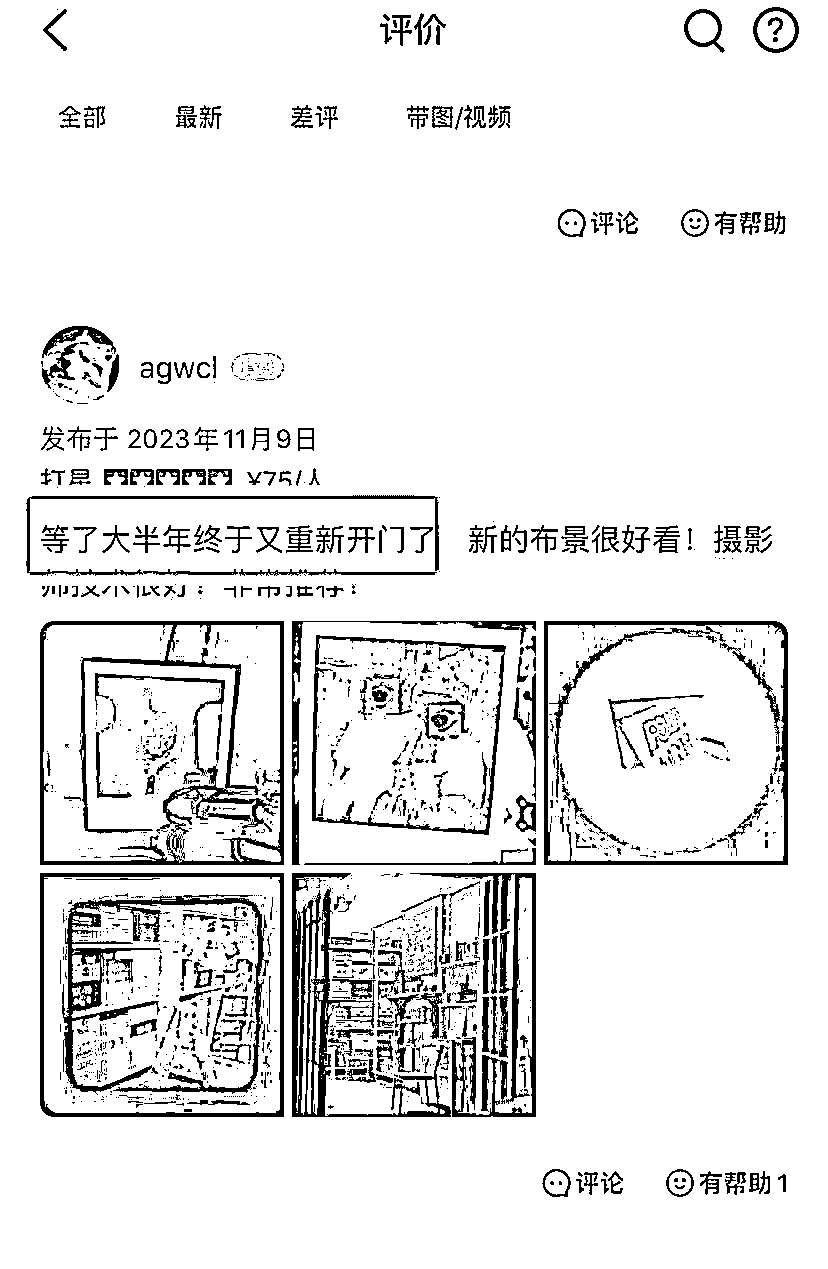 评价
全部 最新 差评 带图/视频
评论 有帮助
agwcl
发布于 2023年11月9日
打星 ¥75/人
等了大半年终于又重新开门了 新的布景很好看！摄影
师技术很好！非常推荐！
评论 有帮助1